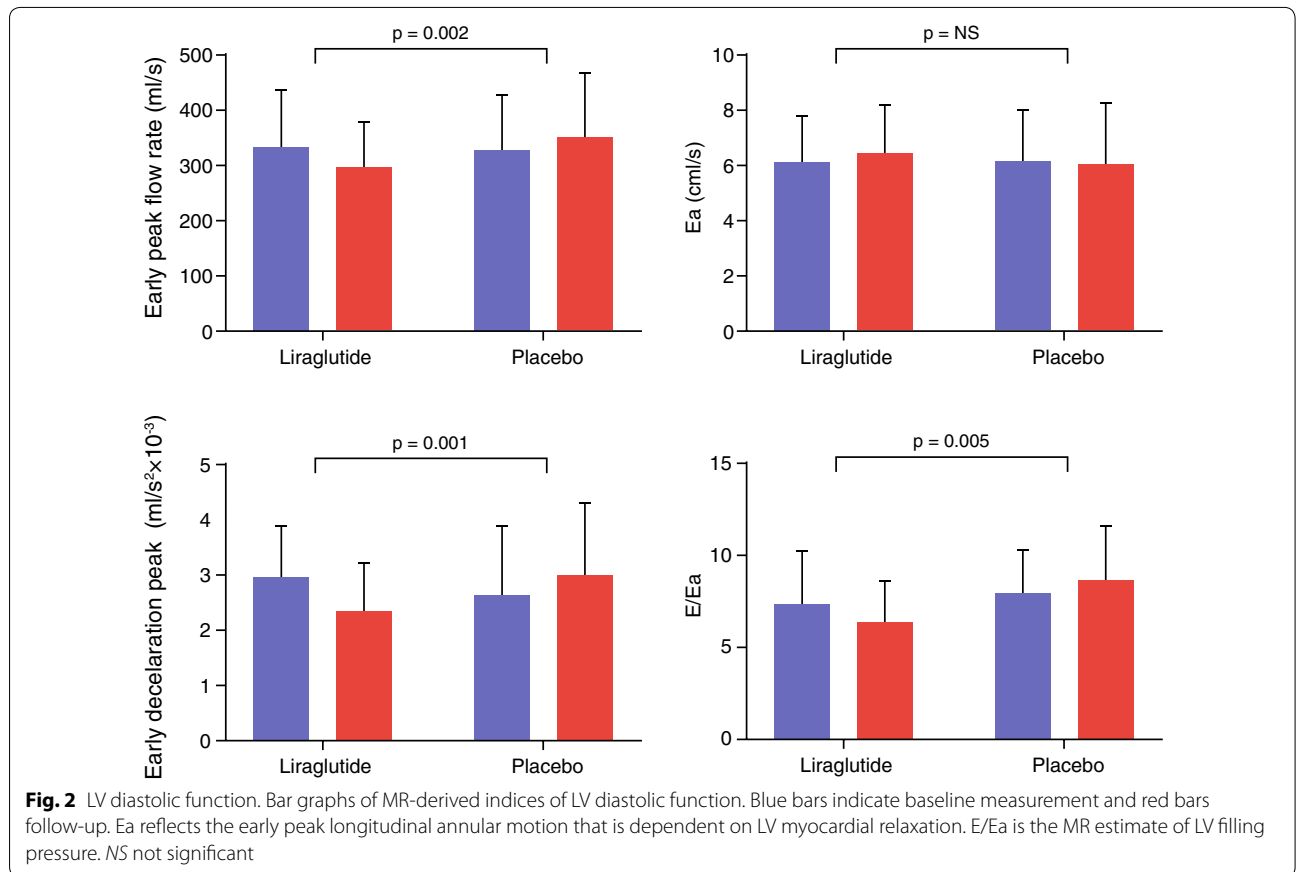 p = 0.002
500
400
300
200
100
0
Early peak flow rate (ml/s)
Liraglutide Placebo
p = NS
10
8
6
4
2
0
Ea (cml/s)
Liraglutide Placebo
p = 0.001
5
4
3
2
1
0
Early decelaration peak (ml/s²×10⁻³)
Liraglutide Placebo
p = 0.005
15
10
5
0
E/Ea
Liraglutide Placebo
Fig. 2 LV diastolic function. Bar graphs of MR-derived indices of LV diastolic function. Blue bars indicate baseline measurement and red bars
follow-up. Ea reflects the early peak longitudinal annular motion that is dependent on LV myocardial relaxation. E/Ea is the MR estimate of LV filling
pressure. NS not significant